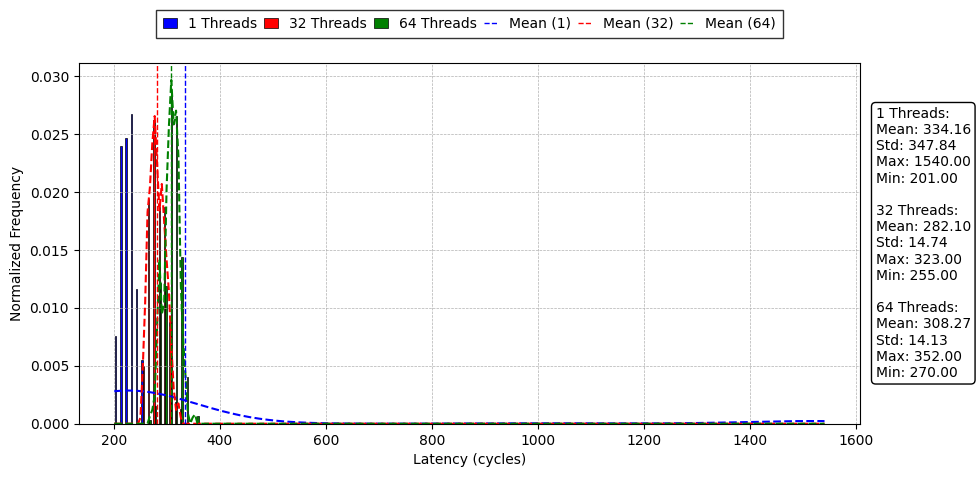 1 Threads 32 Threads 64 Threads Mean (1) Mean (32) Mean (64)
Normalized Frequency
0.030
0.025
0.020
0.015
0.010
0.005
0.000
200 400 600 800 1000 1200 1400 1600
Latency (cycles)
1 Threads:
Mean: 334.16
Std: 347.84
Max: 1540.00
Min: 201.00
32 Threads:
Mean: 282.10
Std: 14.74
Max: 323.00
Min: 255.00
64 Threads:
Mean: 308.27
Std: 14.13
Max: 352.00
Min: 270.00